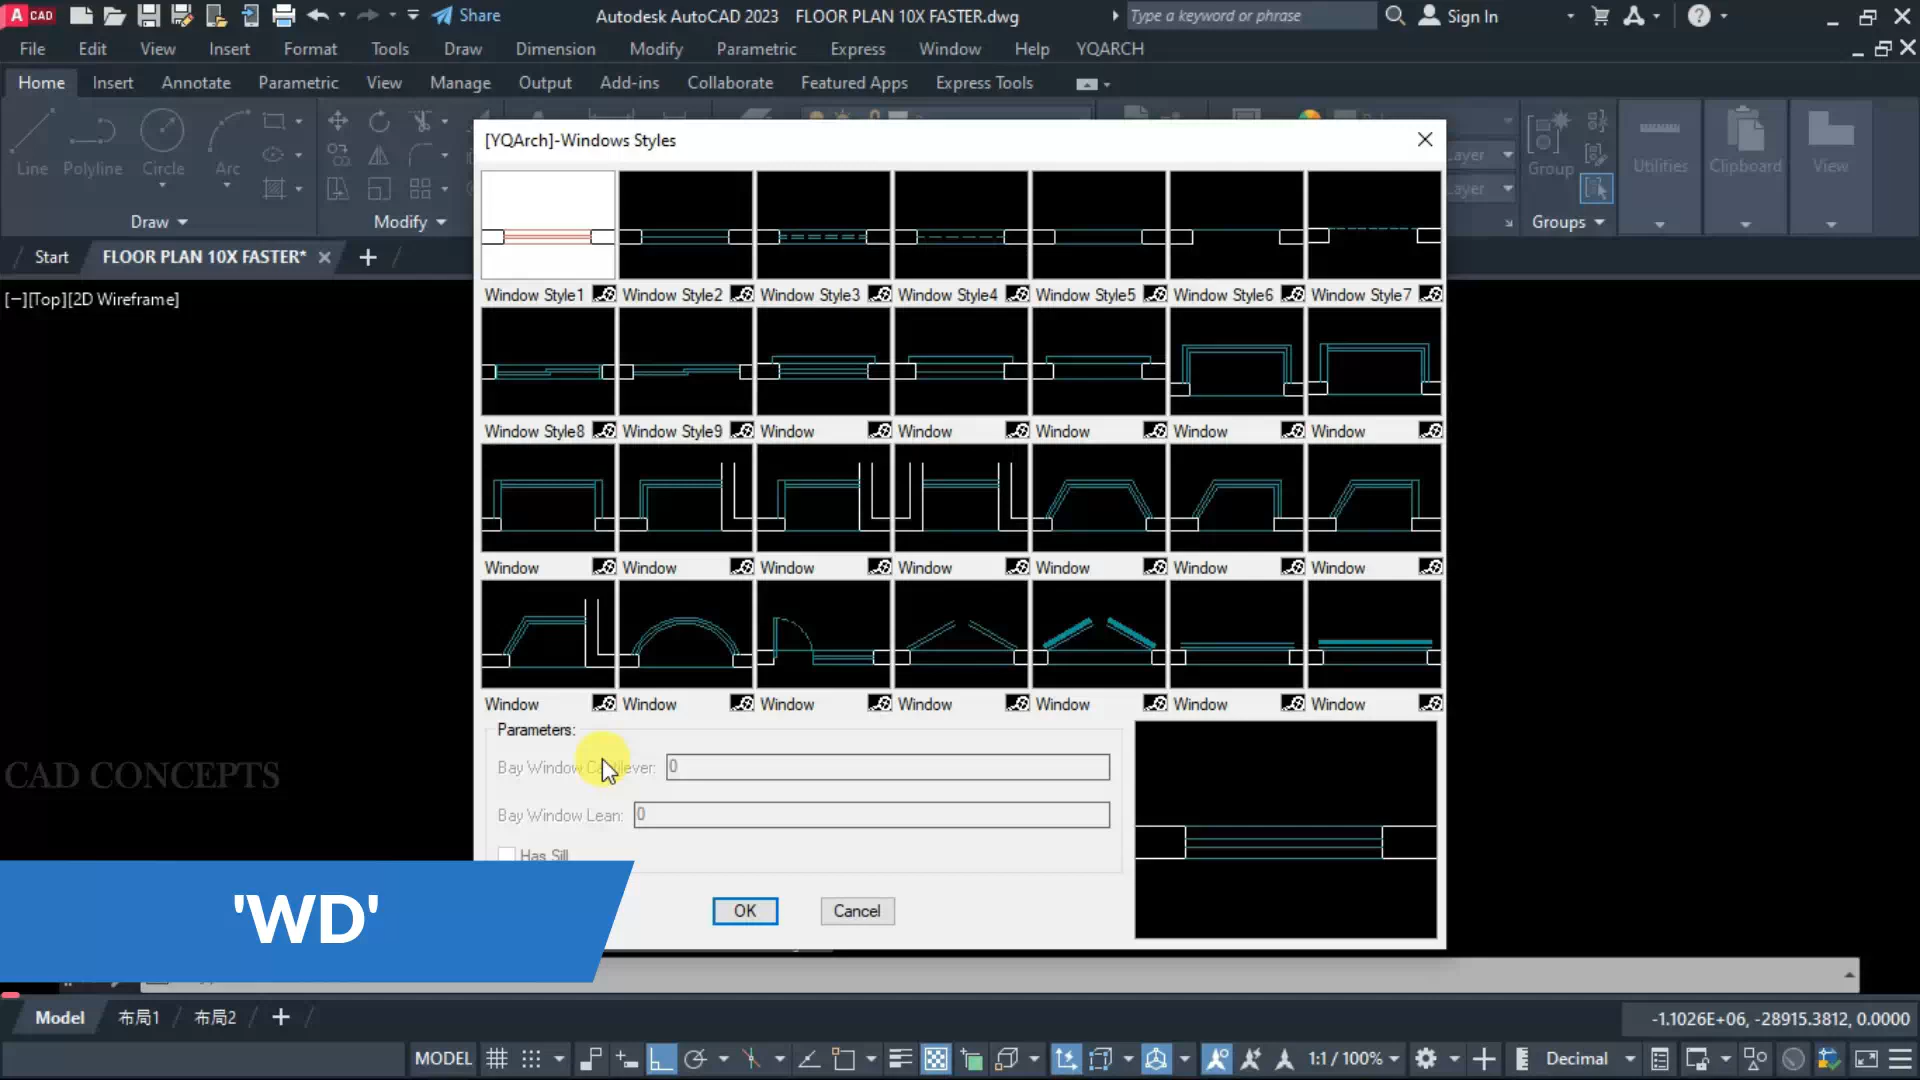 A CAD
Share
Autodesk AutoCAD 2023 FLOOR PLAN 10X FASTER.dwg
Type a keyword or phrase
Sign In
File Edit View Insert Format Tools Draw Dimension Modify Parametric Express Window Help YQARCH
Home Insert Annotate Parametric View Manage Output Add-ins Collaborate Featured Apps Express Tools
Line Polyline Circle Arc
Layer
Layer
Group Utilities Clipboard View
Draw Modify Groups
Start FLOOR PLAN 10X FASTER*
[−][Top][2D Wireframe]
[YQArch]-Windows Styles
Window Style1 Window Style2 Window Style3 Window Style4 Window Style5 Window Style6 Window Style7
Window Style8 Window Style9 Window Window Window Window Window
Window Window Window Window Window Window Window
Window Window Window Window Window Window Window
Parameters:
Bay Window Cantilever: 0
Bay Window Lean: 0
Has Sill
OK Cancel
CAD CONCEPTS
'WD'
Model 布局1 布局2
-1.1026E+06, -28915.3812, 0.0000
MODEL 1:1 / 100% Decimal